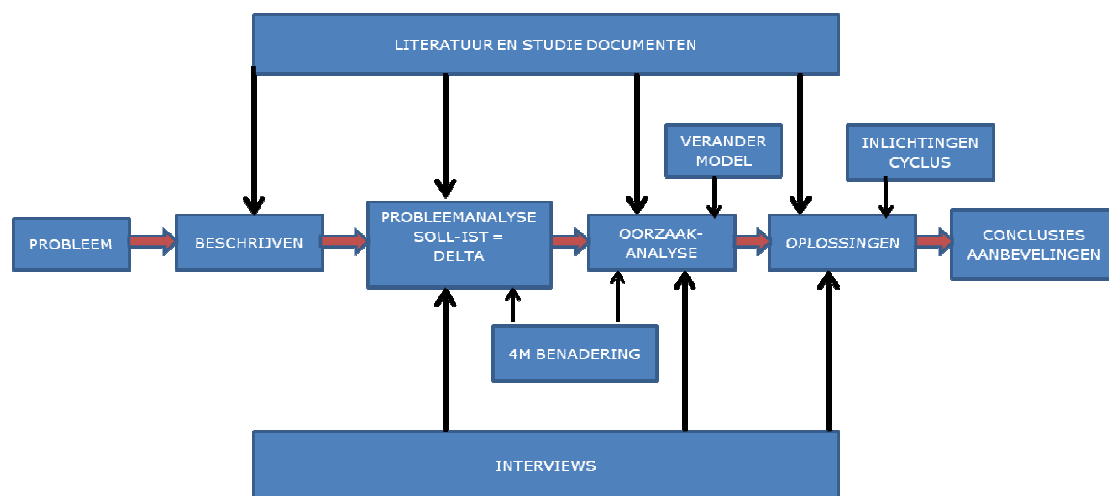 LITERATUUR EN STUDIE DOCUMENTEN
VERANDER
MODEL
INLICHTINGEN
CYCLUS
PROBLEEM
BESCHRIJVEN
PROBLEEMANALYSE
SOLL-IST =
DELTA
OORZAAK-
ANALYSE
OPLOSSINGEN
CONCLUSIES
AANBEVELINGEN
4M BENADERING
INTERVIEWS